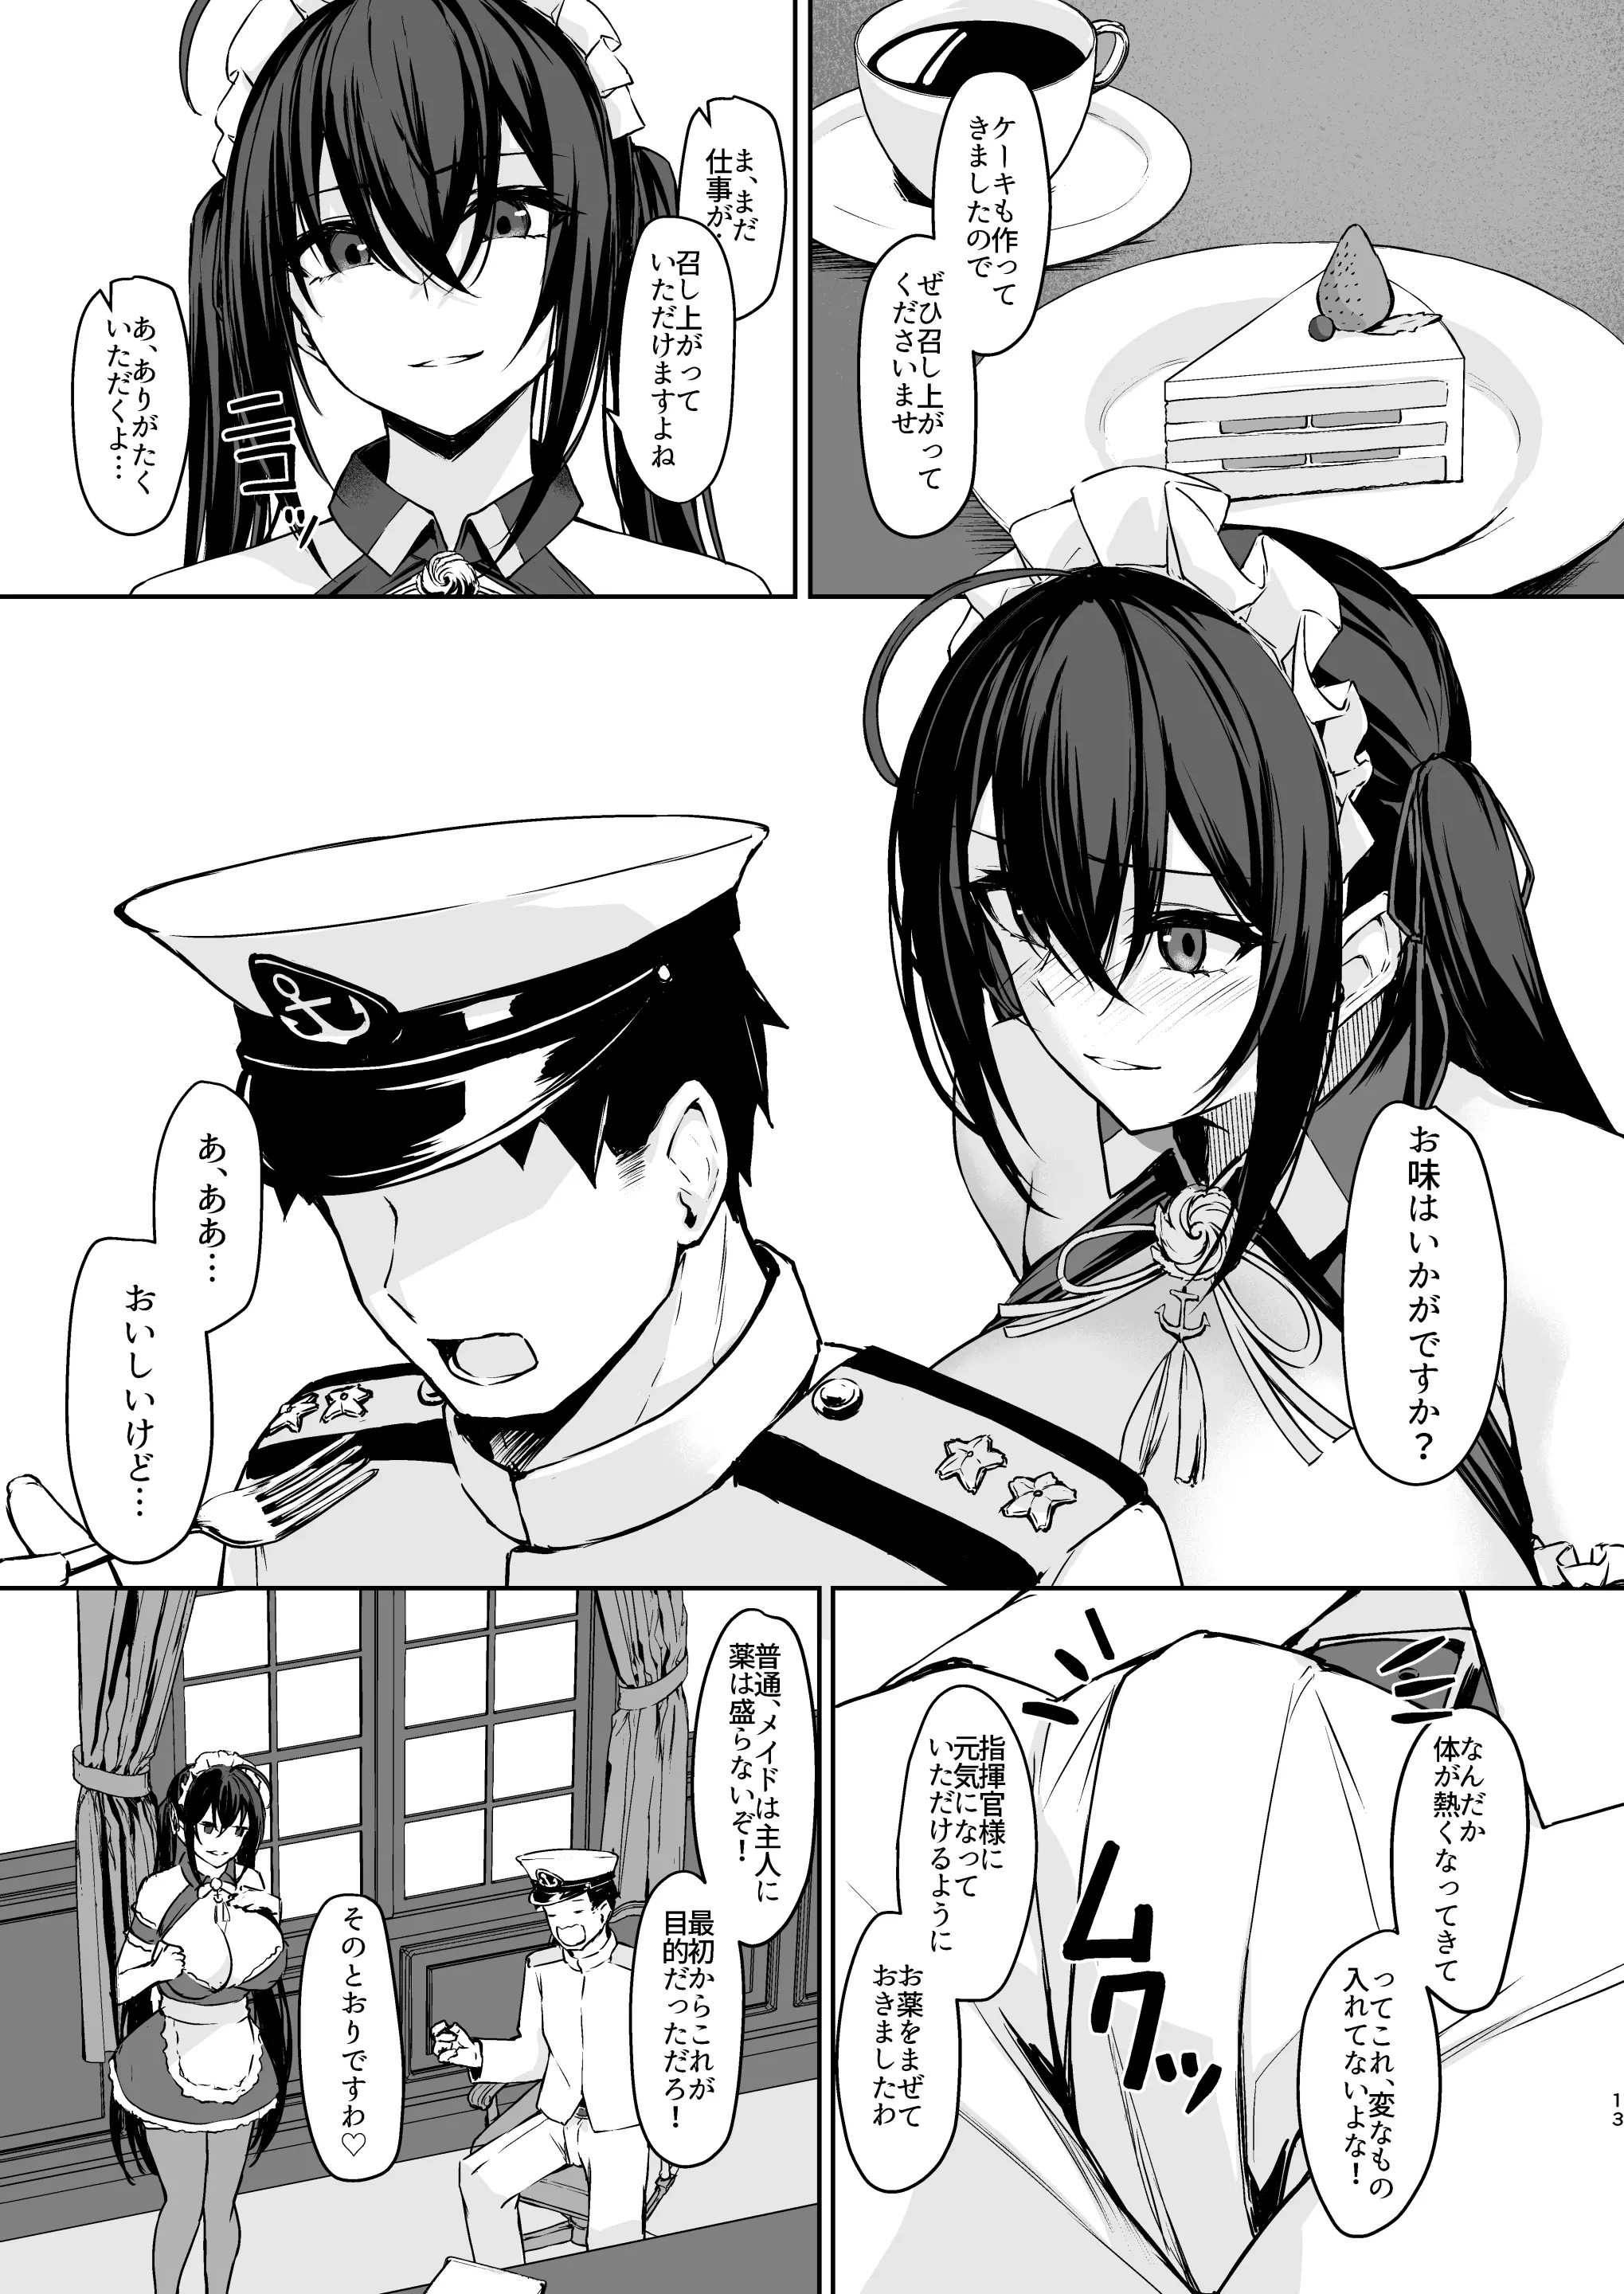 ケーキも作って
きましたので
ぜひ召し上がって
くださいませ
ま、まだ
仕事が…
召し上がって
いただけますよね
ニコッ
あ、ありがたく
いただくよ…
お味はいかがですか？
あ、ああ…
おいしいけど…
なんだか
体が熱くなってきて
ってこれ、変なもの
入れてないよな！
ムクッ
指揮官様に
元気になって
いただけるように
お薬をまぜて
おきましたわ
普通、メイドは主人に
薬は盛らないぞ！
最初からこれが
目的だっただろ！
そのとおりですわ♡
13